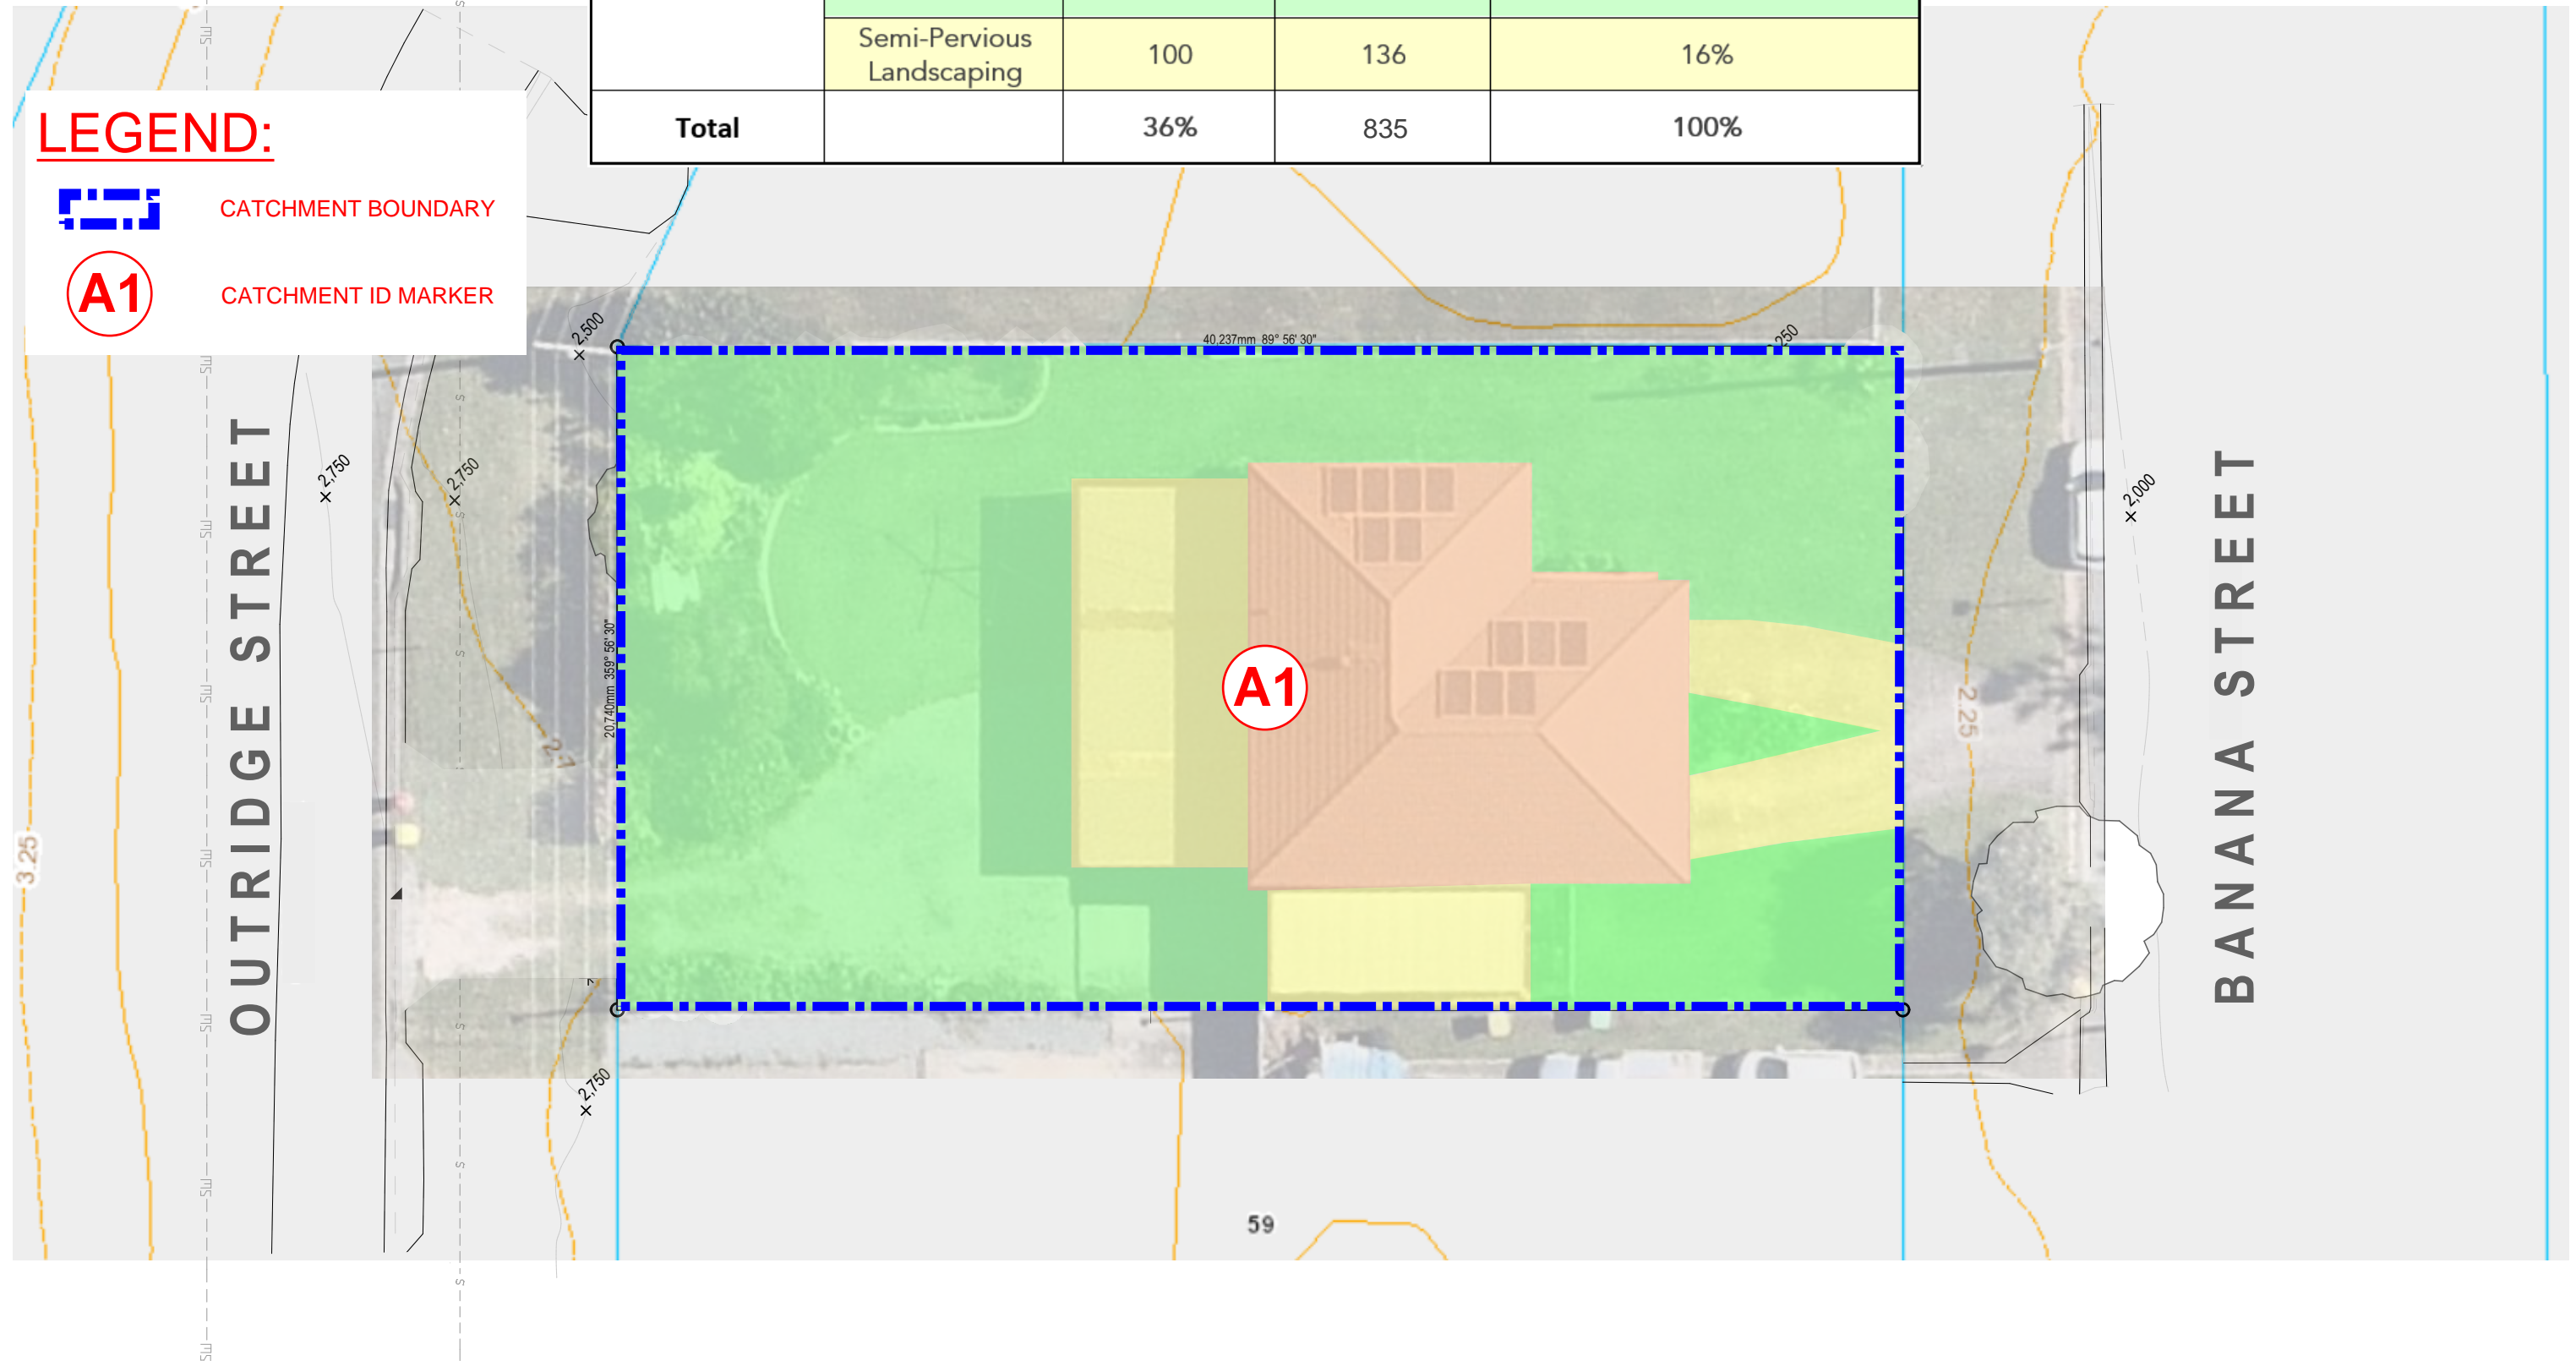 Semi-Pervious
Landscaping
100
136
16%
Total
36%
835
100%
LEGEND:
CATCHMENT BOUNDARY
A1
CATCHMENT ID MARKER
2,500
40,237mm 89° 56' 30"
250
OUTRIDGE STREET
2,750
2,750
20,740mm 359° 56' 30"
A1
2.25
2,000
BANANA STREET
3.25
2,750
59
S
S
S
S
S
S
S